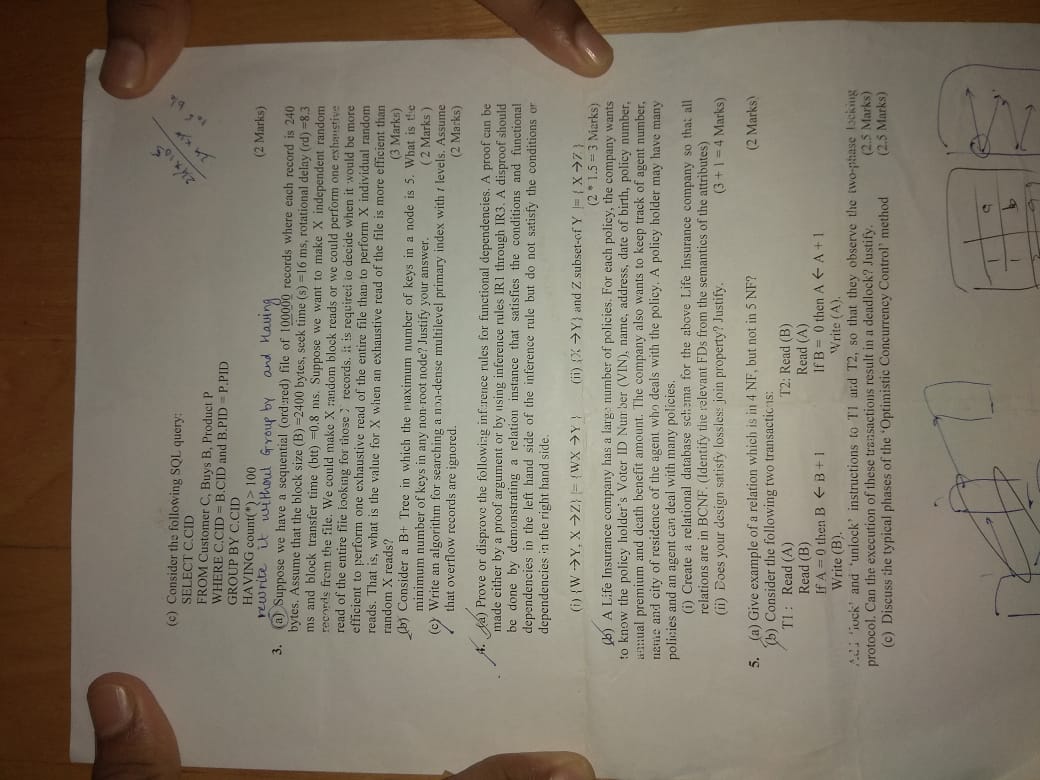 (c) Consider the following SQL query:
SELECT C.CID
FROM Customer C, Buys B, Product P
WHERE C.CID = B.CID and B.PID = P.PID
GROUP BY C.CID
HAVING count(*) > 100
(2 Marks)
rewrite it without Group by and Having
3. (a) Suppose we have a sequential (ordered) file of 100000 records where each record is 240
bytes. Assume that the block size (B) =2400 bytes, seek time (s) =16 ms, rotational delay (rd) =8.3
ms and block transfer time (btt) =0.8 ms. Suppose we want to make X independent random
records from the file. We could make X random block reads or we could perform one exhaustive
read of the entire file looking for those records. it is required to decide when it would be more
efficient to perform one exhaustive read of the entire file than to perform X individual random
reads. That is, what is the value for X when an exhaustive read of the file is more efficient than
random X reads? (3 Marks)
(b) Consider a B+ Tree in which the maximum number of keys in a node is 5. What is the
minimum number of keys in any non-root node? Justify your answer. ( 2 Marks )
(c) Write an algorithm for searching a non-dense multilevel primary index with t levels. Assume
that overflow records are ignored. (2 Marks)
4. (a) Prove or disprove the following inference rules for functional dependencies. A proof can be
made either by a proof argument or by using inference rules IR1 through IR3. A disproof should
be done by demonstrating a relation instance that satisfies the conditions and functional
dependencies in the left hand side of the inference rule but do not satisfy the conditions or
dependencies in the right hand side.
(i) {W →Y, X →Z} |= {WX →Y } (ii) {X →Y} and Z subset-of Y |= { X →Z }
(2 * 1.5 = 3 Marks)
(b) A Life Insurance company has a large number of policies. For each policy, the company wants
to know the policy holder's Voter ID Number (VIN), name, address, date of birth, policy number,
annual premium and death benefit amount. The company also wants to keep track of agent number,
name and city of residence of the agent who deals with the policy. A policy holder may have many
policies and an agent can deal with many policies.
(i) Create a relational database schema for the above Life Insurance company so that all
relations are in BCNF. (Identify the relevant FDs from the semantics of the attributes)
(ii) Does your design satisfy lossless join property? Justify. (3 + 1 = 4 Marks)
5. (a) Give example of a relation which is in 4 NF, but not in 5 NF? (2 Marks)
(b) Consider the following two transactions:
T1 : Read (A) T2: Read (B)
Read (B) Read (A)
If A = 0 then B ← B + 1 If B = 0 then A ← A + 1
Write (B). Write (A).
Add 'lock' and 'unlock' instructions to T1 and T2, so that they observe the two-phase locking
protocol. Can the execution of these transactions result in a deadlock? Justify. (2.5 Marks)
(c) Discuss the typical phases of the 'Optimistic Concurrency Control' method (2.5 Marks)